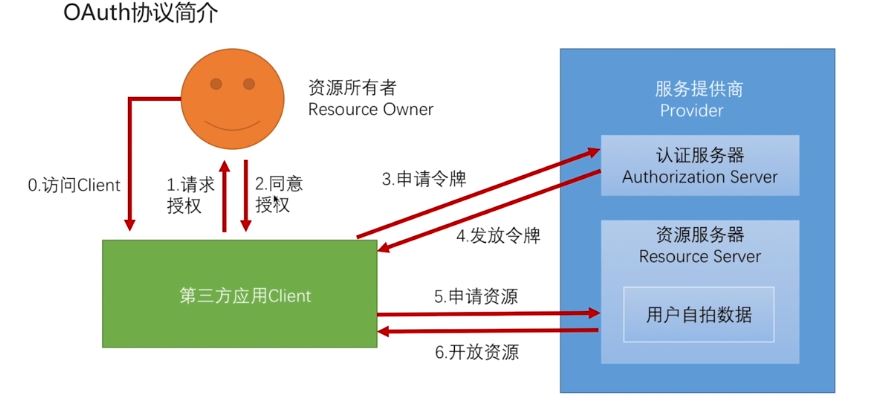 OAuth协议简介
资源所有者
Resource Owner
服务提供商
Provider
认证服务器
Authorization Server
0.访问Client
1.请求
授权
2.同意
授权
3.申请令牌
4.发放令牌
资源服务器
Resource Server
第三方应用Client
5.申请资源
用户自拍数据
6.开放资源